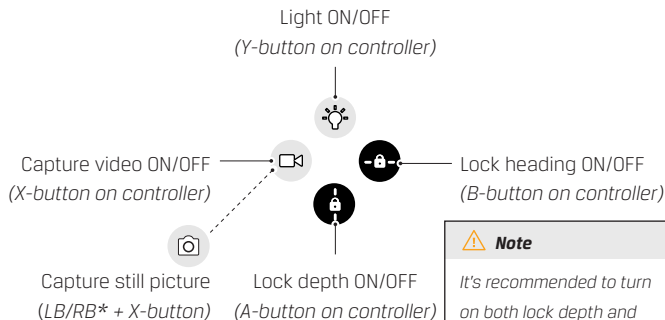 Light ON/OFF
(Y-button on controller)
Capture video ON/OFF
(X-button on controller)
Lock heading ON/OFF
(B-button on controller)
Capture still picture
(LB/RB* + X-button)
Lock depth ON/OFF
(A-button on controller)
Note
It's recommended to turn
on both lock depth and